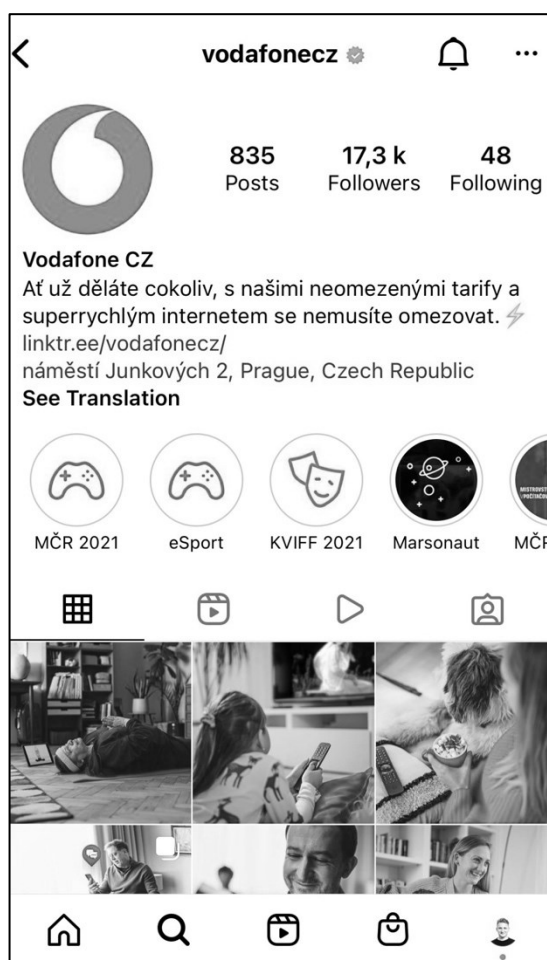 vodafonecz
835 17,3 k 48
Posts Followers Following
Vodafone CZ
Ať už děláte cokoliv, s našimi neomezenými tarify a
superrychlým internetem se nemusíte omezovat.⚡
linktr.ee/vodafonecz/
náměstí Junkových 2, Prague, Czech Republic
See Translation
MČR 2021 eSport KVIFF 2021 Marsonaut